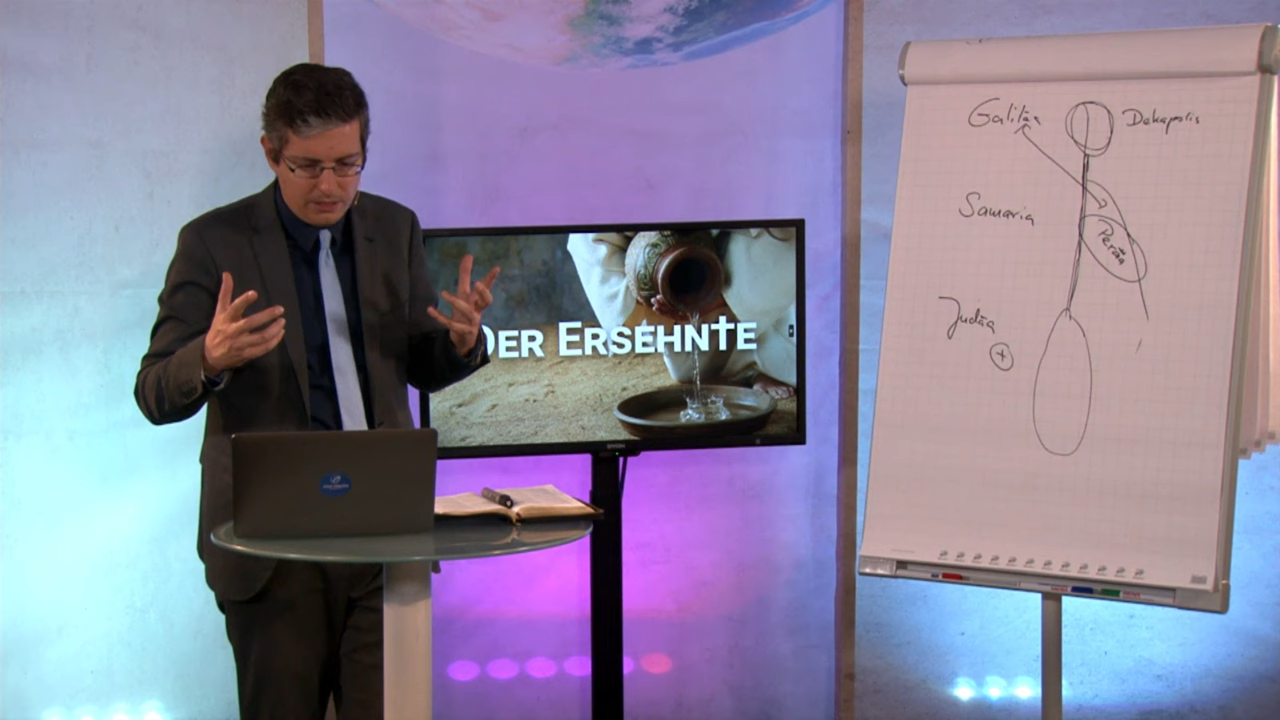 DER ERSEHNTE
Galiläa
Dekapolis
Samaria
Peräa
Judäa